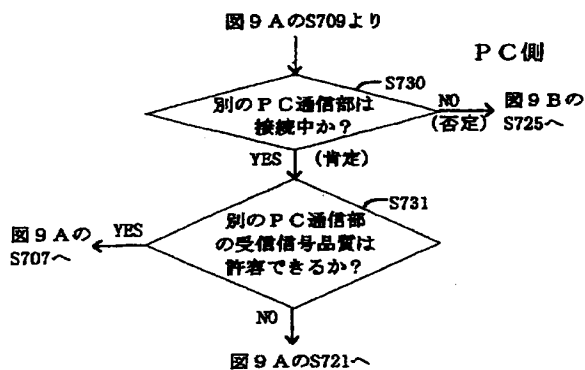 図９ＡのS709より
ＰＣ側
S730
別のＰＣ通信部は
接続中か？
NO
(否定)
図９Ｂの
S725へ
YES (肯定)
S731
別のＰＣ通信部
の受信信号品質は
許容できるか？
YES
図９Ａの
S707へ
NO
図９ＡのS721へ